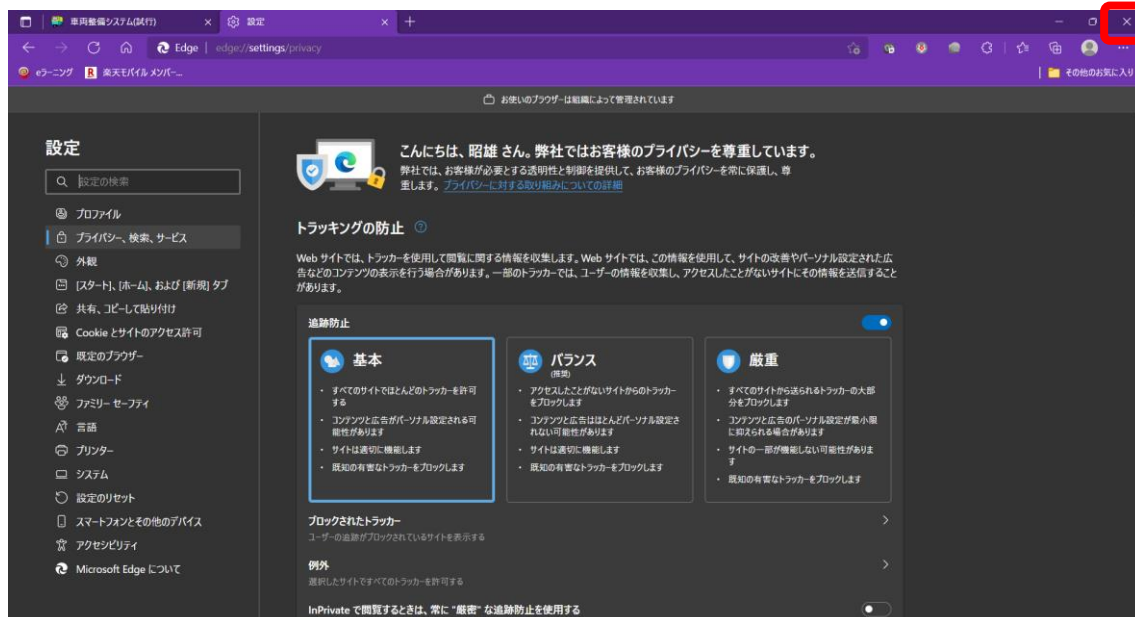 車両整備システム(試行)
設定
Edge | edge://settings/privacy
eラーニング
楽天モバイル メンバー...
その他のお気に入り
お使いのブラウザーは組織によって管理されています
設定
設定の検索
プロファイル
プライバシー、検索、サービス
外観
[スタート]、[ホーム]、および [新規] タブ
共有、コピーして貼り付け
Cookie とサイトのアクセス許可
既定のブラウザー
ダウンロード
ファミリー セーフティ
言語
プリンター
システム
設定のリセット
スマートフォンとその他のデバイス
アクセシビリティ
Microsoft Edge について
こんにちは、昭雄 さん。弊社ではお客様のプライバシーを尊重しています。
弊社では、お客様が必要とする透明性と制御を提供して、お客様のプライバシーを常に保護し、尊
重します。プライバシーに対する取り組みについての詳細
トラッキングの防止
Web サイトでは、トラッカーを使用して閲覧に関する情報を収集します。Web サイトでは、この情報を使用して、サイトの改善やパーソナル設定された広
告などのコンテンツの表示を行う場合があります。一部のトラッカーでは、ユーザーの情報を収集し、アクセスしたことがないサイトにその情報を送信すること
があります。
追跡防止
基本
・ すべてのサイトでほとんどのトラッカーを許可
する
・ コンテンツと広告がパーソナル設定される可
能性があります
・ サイトは適切に機能します
・ 既知の有害なトラッカーをブロックします
バランス
(推奨)
・ アクセスしたことがないサイトからのトラッカー
をブロックします
・ コンテンツと広告はほとんどパーソナル設定さ
れない可能性があります
・ サイトは適切に機能します
・ 既知の有害なトラッカーをブロックします
厳重
・ すべてのサイトから送られるトラッカーの大部
分をブロックします
・ コンテンツと広告のパーソナル設定が最小限
に抑えられる場合があります
・ サイトの一部が機能しない可能性がありま
す
・ 既知の有害なトラッカーをブロックします
ブロックされたトラッカー
ユーザーの追跡がブロックされているサイトを表示する
例外
選択したサイトですべてのトラッカーを許可する
InPrivate で閲覧するときは、常に "厳密" な追跡防止を使用する